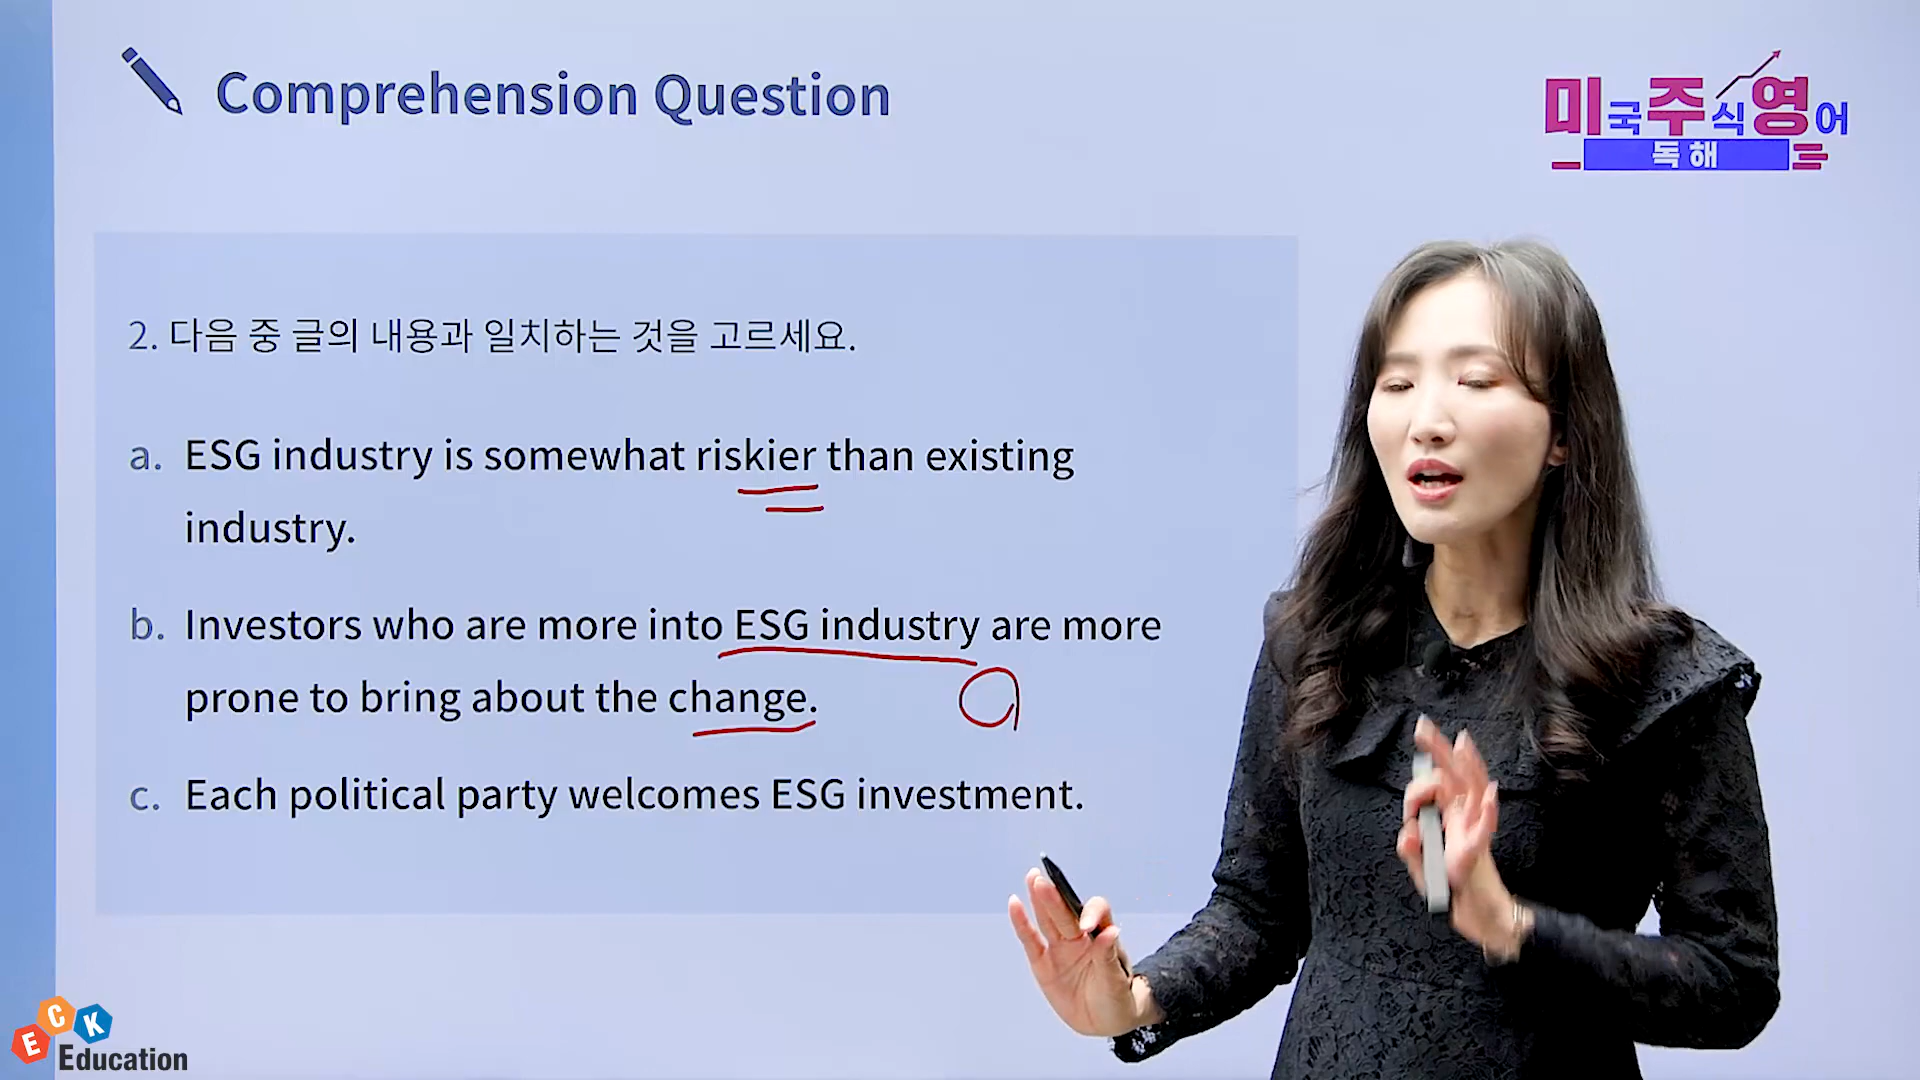 Comprehension Question
미국주식영어
독해
2. 다음 중 글의 내용과 일치하는 것을 고르세요.
a. ESG industry is somewhat riskier than existing
industry.
b. Investors who are more into ESG industry are more
prone to bring about the change.
c. Each political party welcomes ESG investment.
ECK
Education